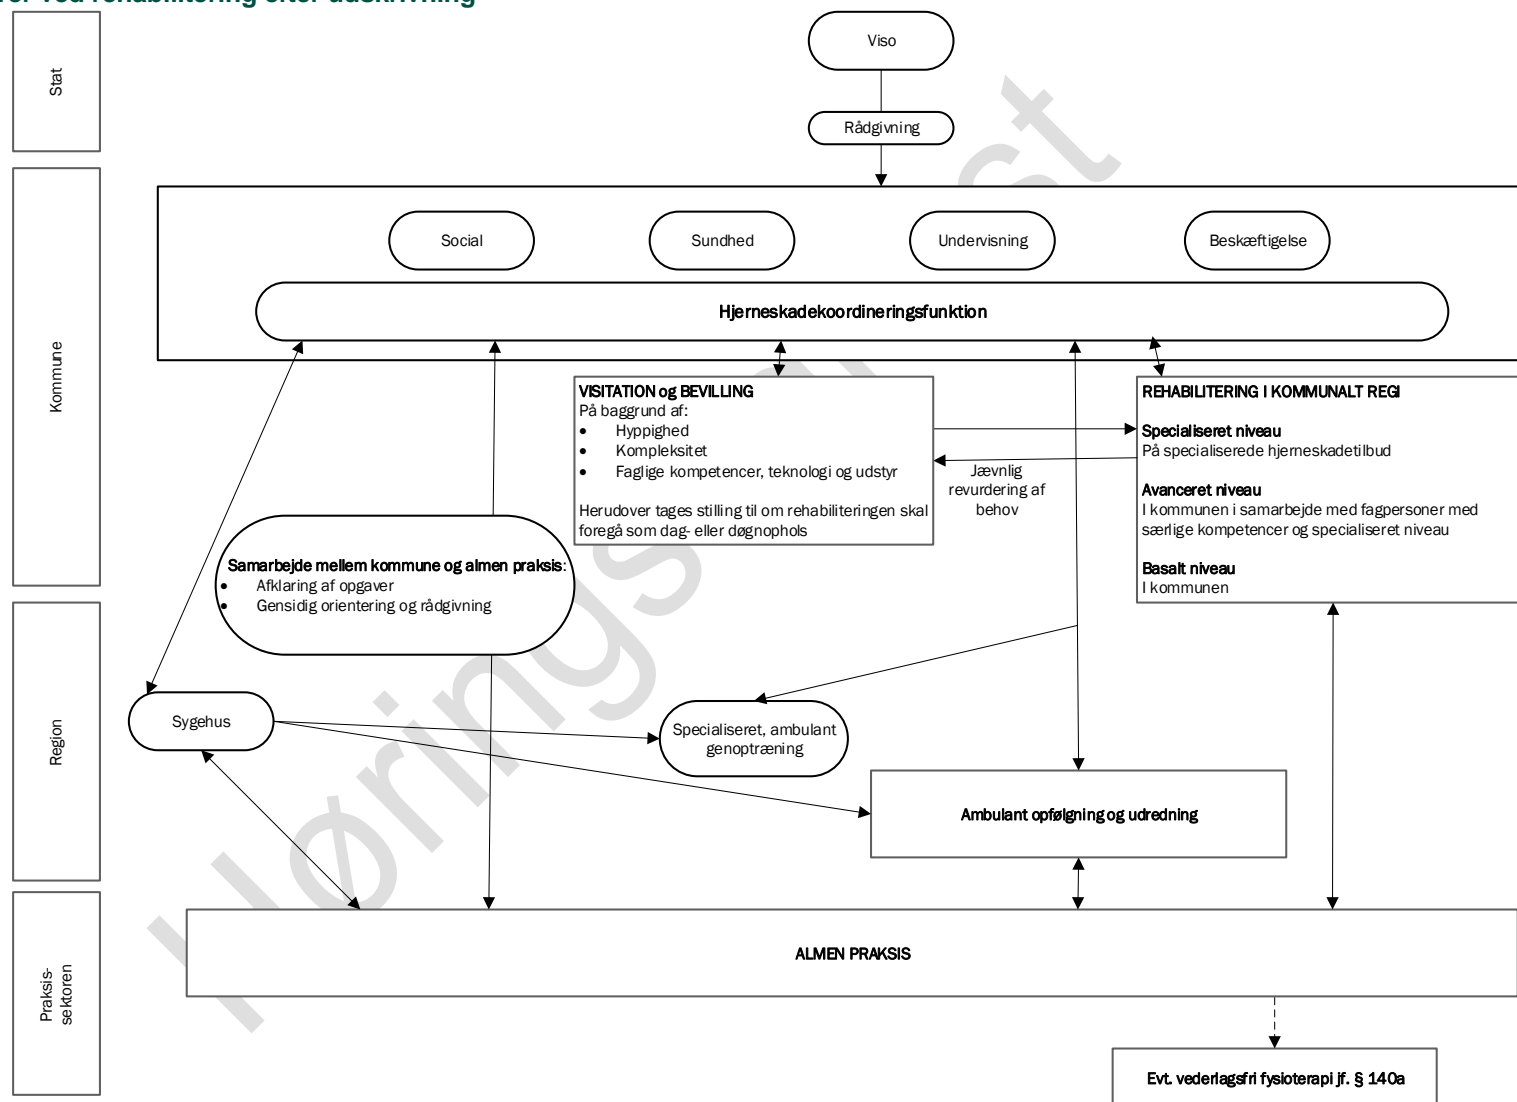 ved rehabilitering efter udskrivning
Stat
Viso
Rådgivning
Kommune
Social
Sundhed
Undervisning
Beskæftigelse
Hjerneskadekoordineringsfunktion
VISITATION og BEVILLING
På baggrund af:
• Hyppighed
• Kompleksitet
• Faglige kompetencer, teknologi og udstyr
Herudover tages stilling til om rehabiliteringen skal
foregå som dag- eller døgnophols
Jævnlig
revurdering af
behov
REHABILITERING I KOMMUNALT REGI
Specialiseret niveau
På specialiserede hjerneskadetilbud
Avanceret niveau
I kommunen i samarbejde med fagpersoner med
særlige kompetencer og specialiseret niveau
Basalt niveau
I kommunen
Samarbejde mellem kommune og almen praksis:
• Afklaring af opgaver
• Gensidig orientering og rådgivning
Region
Sygehus
Specialiseret, ambulant
genoptræning
Ambulant opfølgning og udredning
Praksis-
sektoren
ALMEN PRAKSIS
Evt. vederlagsfri fysioterapi jf. § 140a